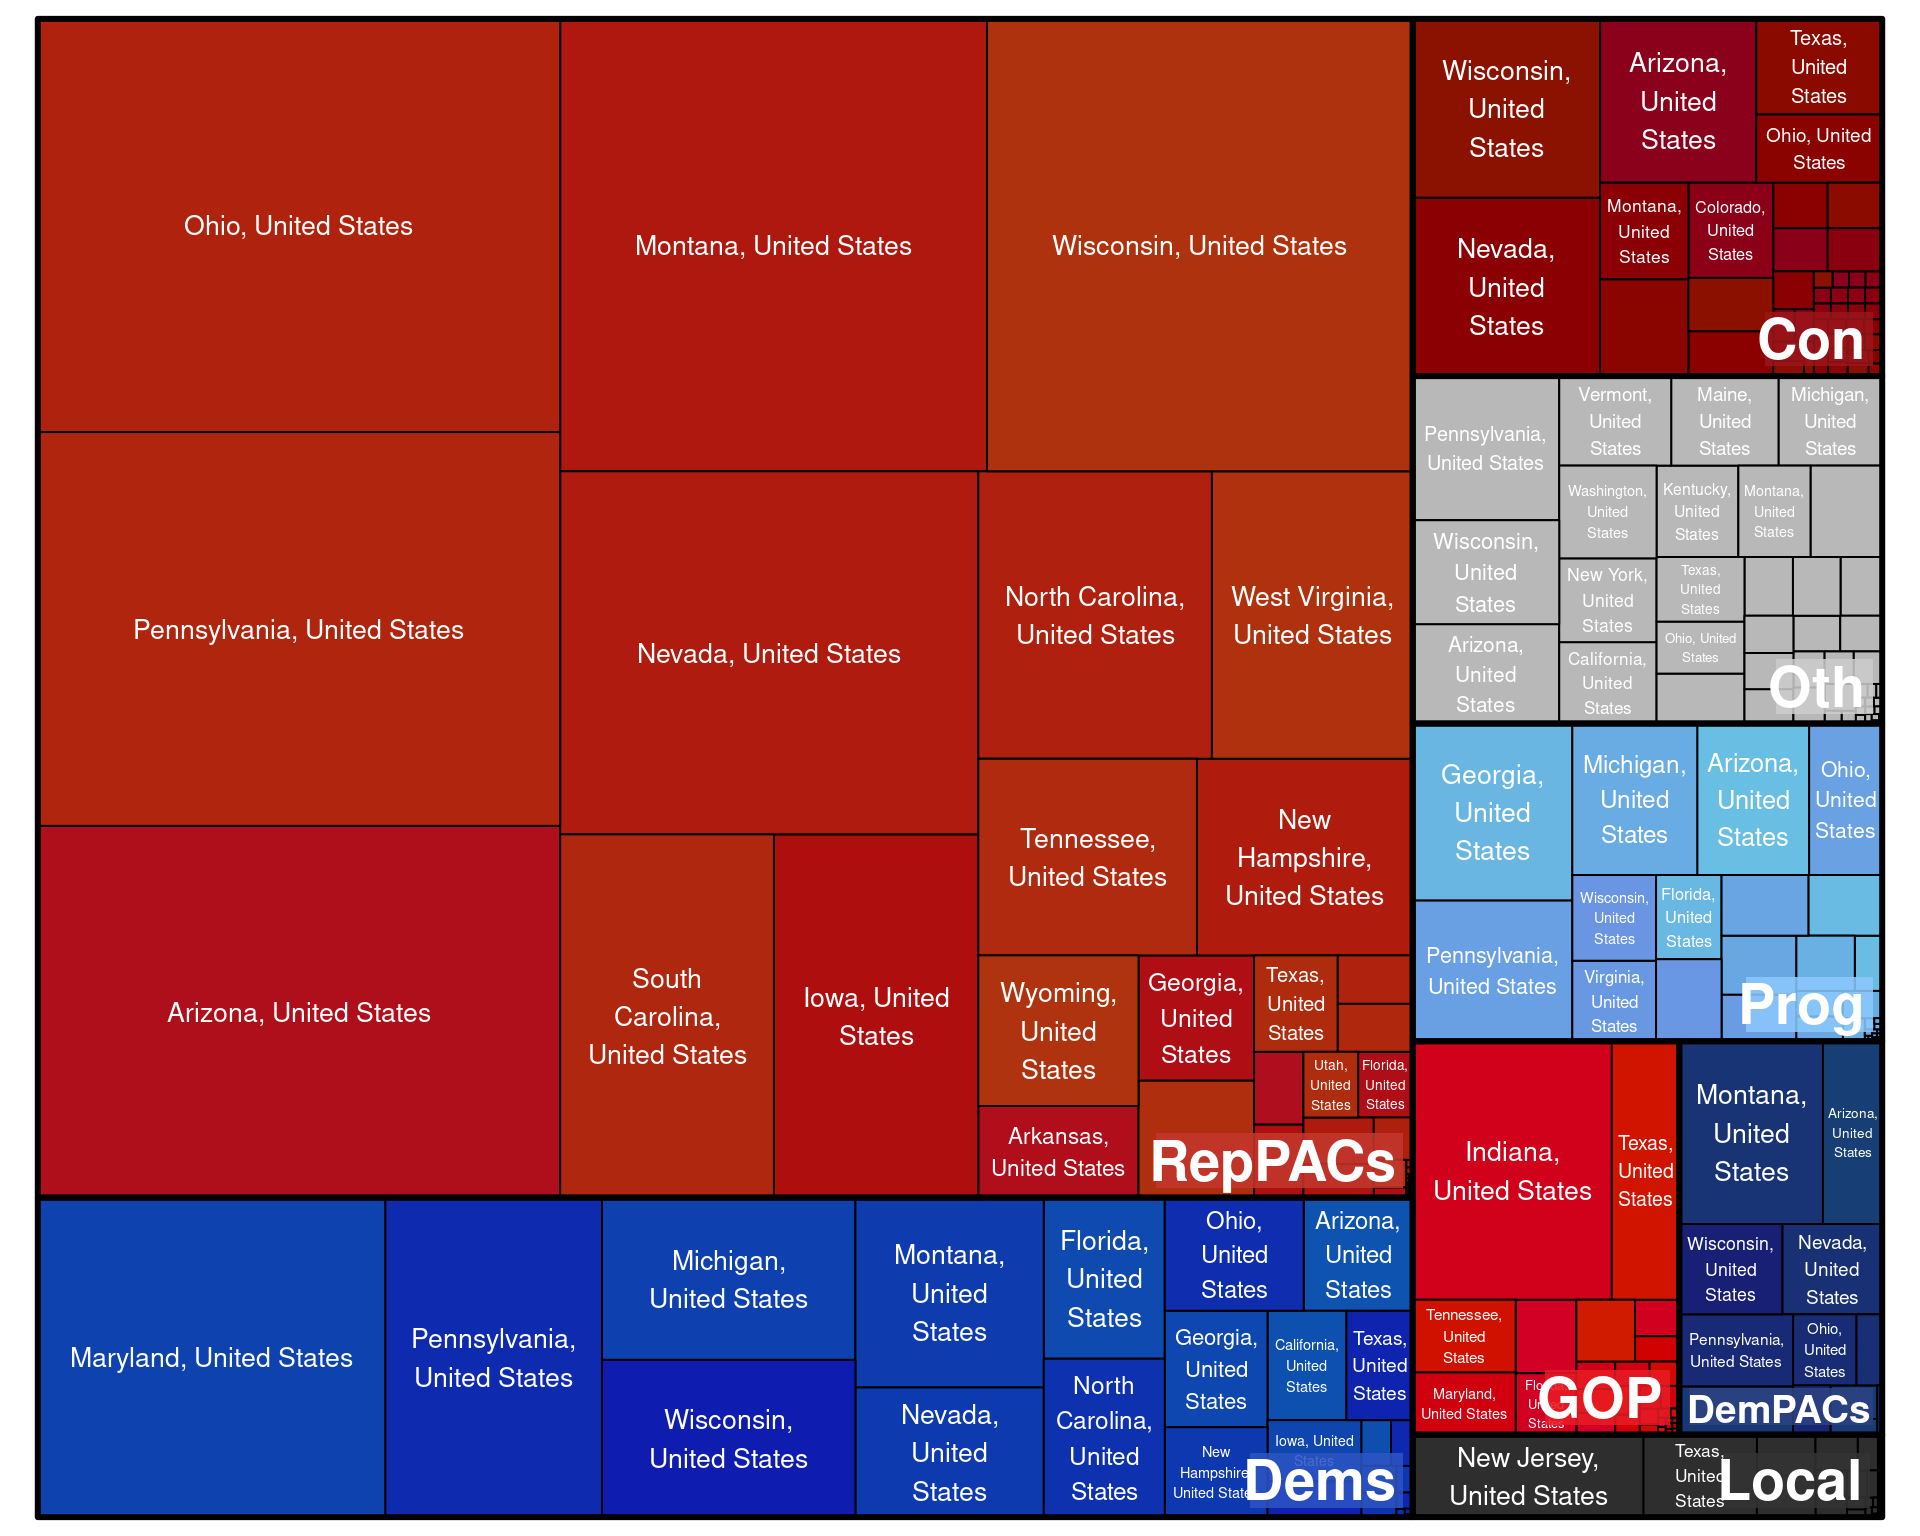 Ohio, United States
Pennsylvania, United States
Arizona, United States
Montana, United States
Wisconsin, United States
Nevada, United States
South
Carolina,
United States
Iowa, United
States
North Carolina,
United States
West Virginia,
United States
Tennessee,
United States
New
Hampshire,
United States
Wyoming,
United
States
Arkansas,
United States
Georgia,
United
States
Texas,
United
States
Utah,
United
States
Florida,
United
States
RepPACs
Maryland, United States
Pennsylvania,
United States
Michigan,
United States
Wisconsin,
United States
Montana,
United
States
Nevada,
United
States
Florida,
United
States
North
Carolina,
United
States
Ohio,
United
States
Arizona,
United
States
Georgia,
United
States
California,
United
States
Texas,
United
States
New
Hampshire
United State
Iowa, United
States
Dems
Wisconsin,
United
States
Nevada,
United
States
Arizona,
United
States
Texas,
United
States
Ohio, United
States
Montana,
United
States
Colorado,
United
States
Con
Pennsylvania,
United States
Wisconsin,
United
States
Arizona,
United
States
Vermont,
United
States
Maine,
United
States
Michigan,
United
States
Washington,
United
States
Kentucky,
United
States
Montana,
United
States
New York,
United
States
California,
United
States
Texas,
United
States
Ohio, United
States
Oth
Georgia,
United
States
Pennsylvania,
United States
Michigan,
United
States
Arizona,
United
States
Ohio,
United
States
Wisconsin,
United
States
Florida,
United
States
Virginia,
United
States
Prog
Indiana,
United States
Texas,
United
States
Tennessee,
United
States
Maryland,
United States
States
GOP
Montana,
United
States
Arizona,
United
States
Wisconsin,
United
States
Nevada,
United
States
Pennsylvania,
United States
Ohio,
United
States
DemPACs
New Jersey,
United States
Texas,
United
States
Local